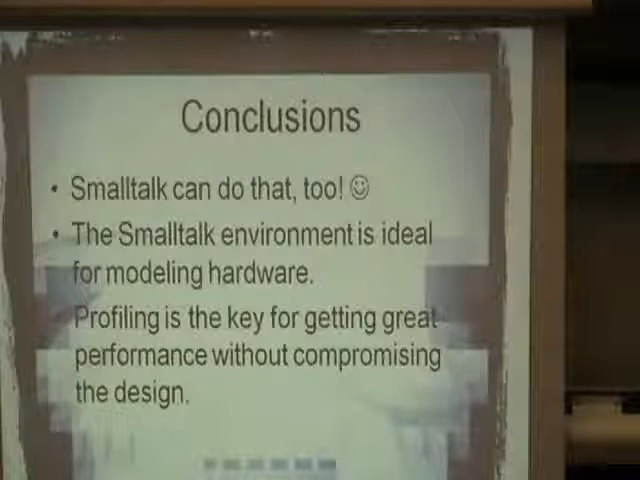 Conclusions
• Smalltalk can do that, too! ☺
• The Smalltalk environment is ideal
for modeling hardware.
Profiling is the key for getting great
performance without compromising
the design.